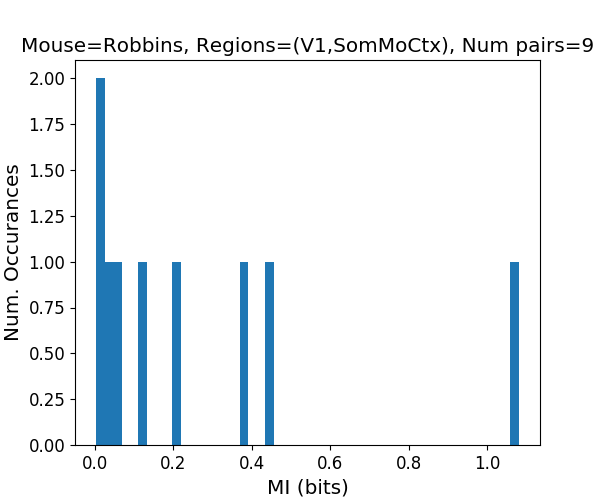 Mouse=Robbins, Regions=(V1,SomMoCtx), Num pairs=9
Num. Occurances
2.00
1.75
1.50
1.25
1.00
0.75
0.50
0.25
0.00
0.0 0.2 0.4 0.6 0.8 1.0
MI (bits)